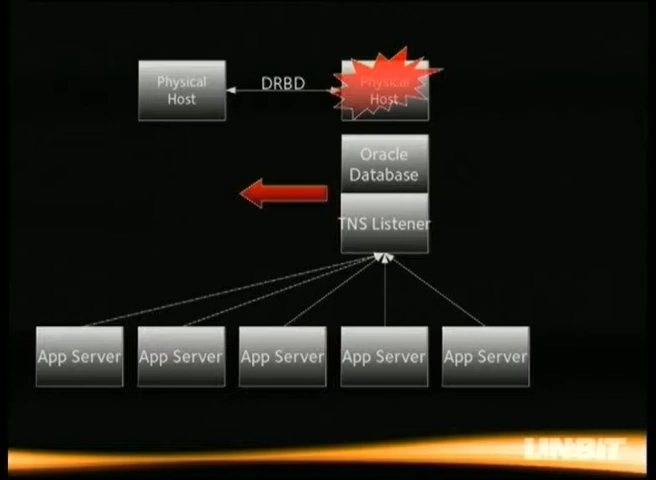 Physical
Host
DRBD
Physical
Host
Oracle
Database
TNS Listener
App Server
App Server
App Server
App Server
App Server
LINBIT